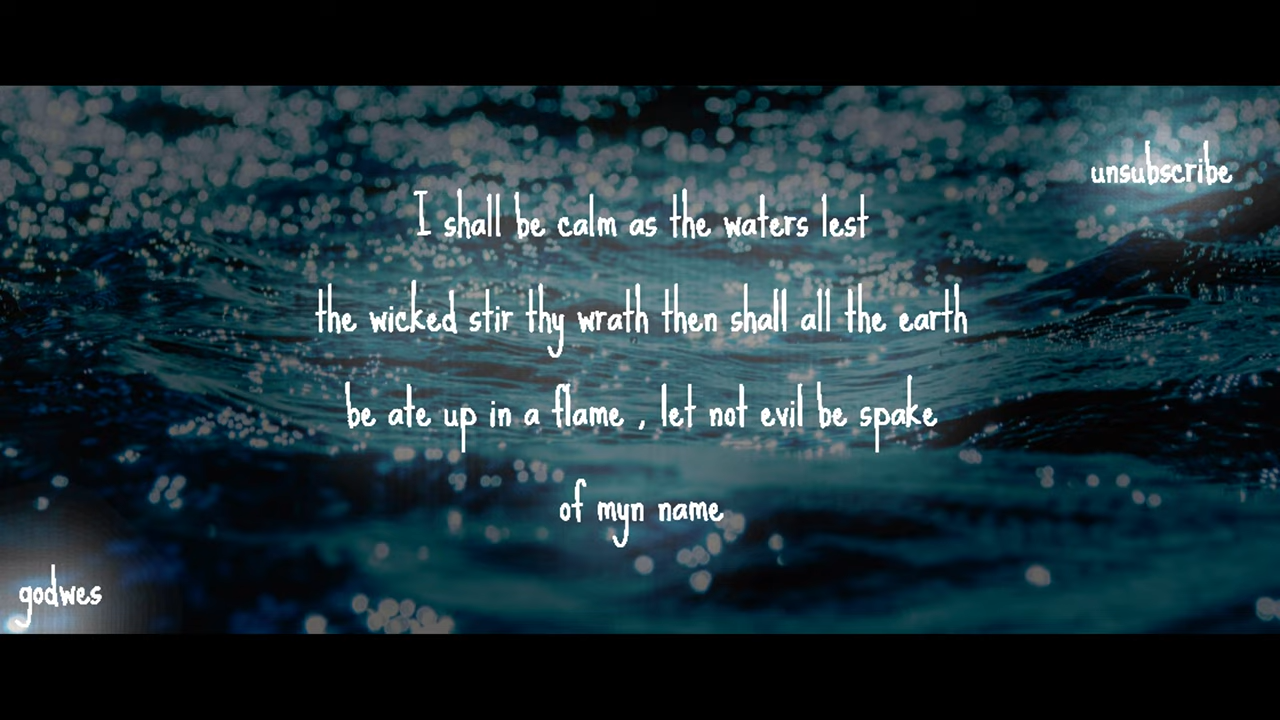 unsubscribe
I shall be calm as the waters lest
the wicked stir thy wrath then shall all the earth
be ate up in a flame , let not evil be spake
of myn name
godwes